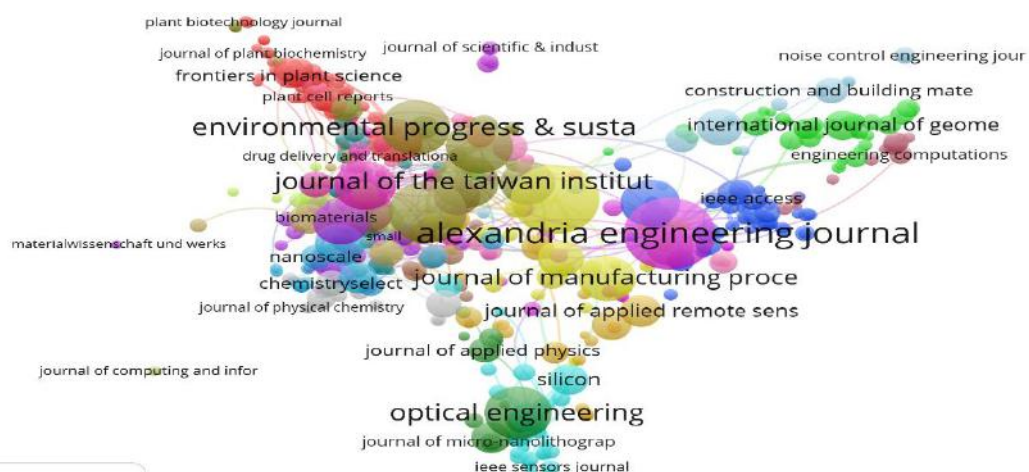 plant biotechnology journal
journal of scientific & indust
journal of plant biochemistry
noise control engineering jour
frontiers in plant science
construction and building mate
plant cell reports
environmental progress & susta
international journal of geome
drug delivery and translationa
engineering computations
journal of the taiwan institut
ieee access
biomaterials
small
alexandria engineering journal
materialwissenschaft und werks
nanoscale
journal of manufacturing proce
chemistryselect
journal of physical chemistry
journal of applied remote sens
journal of applied physics
journal of computing and infor
silicon
optical engineering
journal of micro-nanolithograp
ieee sensors journal